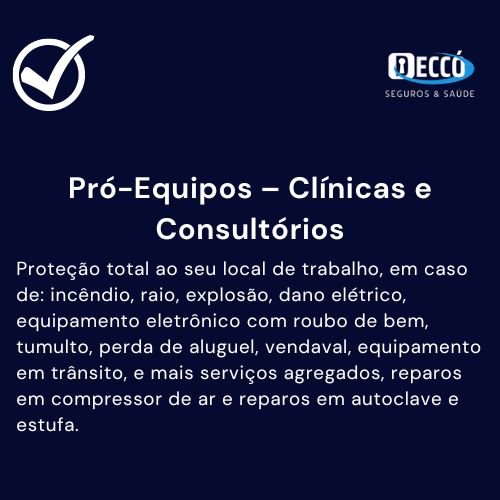 DECCÓ
SEGUROS & SAÚDE
Pró-Equipos – Clínicas e
Consultórios
Proteção total ao seu local de trabalho, em caso
de: incêndio, raio, explosão, dano elétrico,
equipamento eletrônico com roubo de bem,
tumulto, perda de aluguel, vendaval, equipamento
em trânsito, e mais serviços agregados, reparos
em compressor de ar e reparos em autoclave e
estufa.